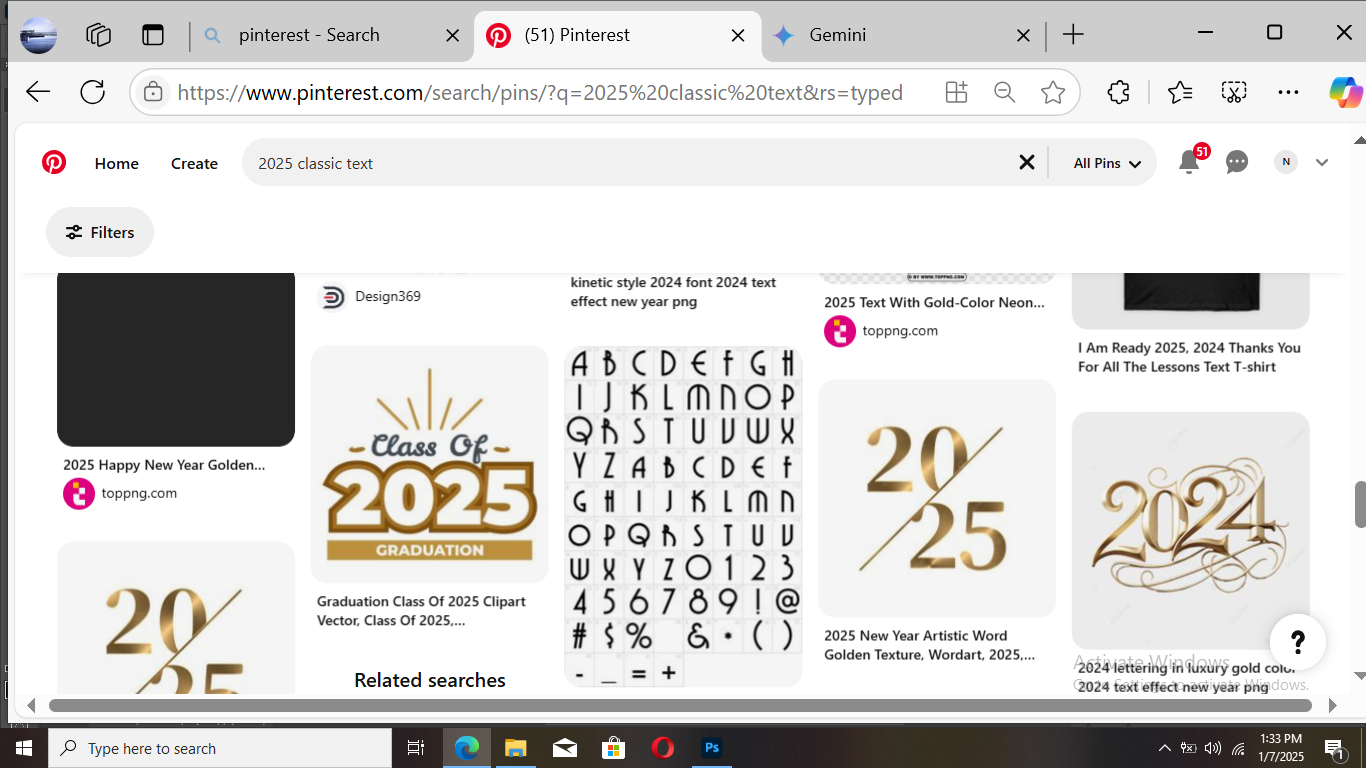 pinterest - Search
(51) Pinterest
Gemini
https://www.pinterest.com/search/pins/?q=2025%20classic%20text&rs=typed
Home
Create
2025 classic text
All Pins
51
N
Filters
2025 Happy New Year Golden...
toppng.com
20
25
Design369
Class Of
2025
GRADUATION
Graduation Class Of 2025 Clipart
Vector, Class Of 2025,...
Related searches
kinetic style 2024 font 2024 text
effect new year png
A B C D E F G H
I J K L M N O P
Q R S T U V W X
Y Z A B C D E F
G H I J K L M N
O P Q R S T U V
W X Y Z 0 1 2 3
4 5 6 7 8 9 ! @
# $ % & • ( )
- _ = +
BY WWW.TOPPNG.COM
2025 Text With Gold-Color Neon...
toppng.com
20
25
2025 New Year Artistic Word
Golden Texture, Wordart, 2025,...
I Am Ready 2025, 2024 Thanks You
For All The Lessons Text T-shirt
2024
2024 lettering in luxury gold color
2024 text effect new year png
?
Activate Windows
Go to Settings to activate Windows.
Type here to search
Ps
1:33 PM
1/7/2025
1